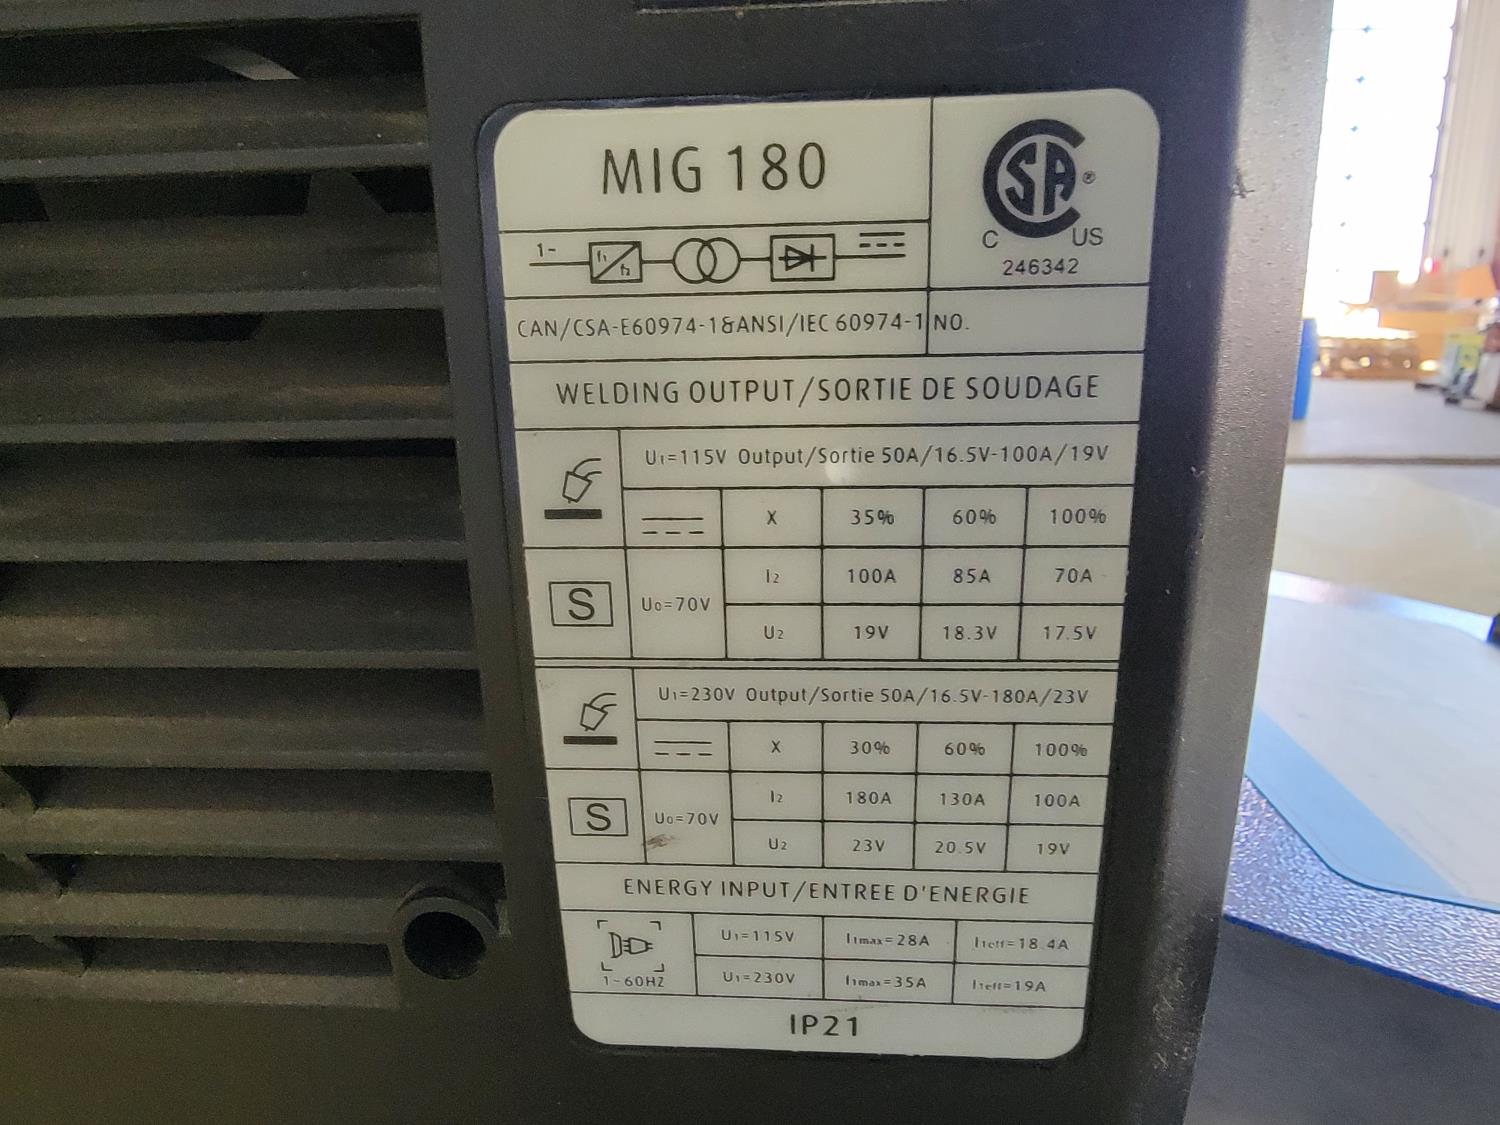 MIG 180
CSA®
C US
246342
1~ f1 f2
CAN/CSA-E60974-1&ANSI/IEC 60974-1 NO.
WELDING OUTPUT/SORTIE DE SOUDAGE
U1=115V Output/Sortie 50A/16.5V-100A/19V
X 35% 60% 100%
I2 100A 85A 70A
S U0=70V
U2 19V 18.3V 17.5V
U1=230V Output/Sortie 50A/16.5V-180A/23V
X 30% 60% 100%
I2 180A 130A 100A
S U0=70V
U2 23V 20.5V 19V
ENERGY INPUT/ENTREE D'ENERGIE
U1=115V I1max=28A I1eff=18.4A
1~60HZ U1=230V I1max=35A I1eff=19A
IP21